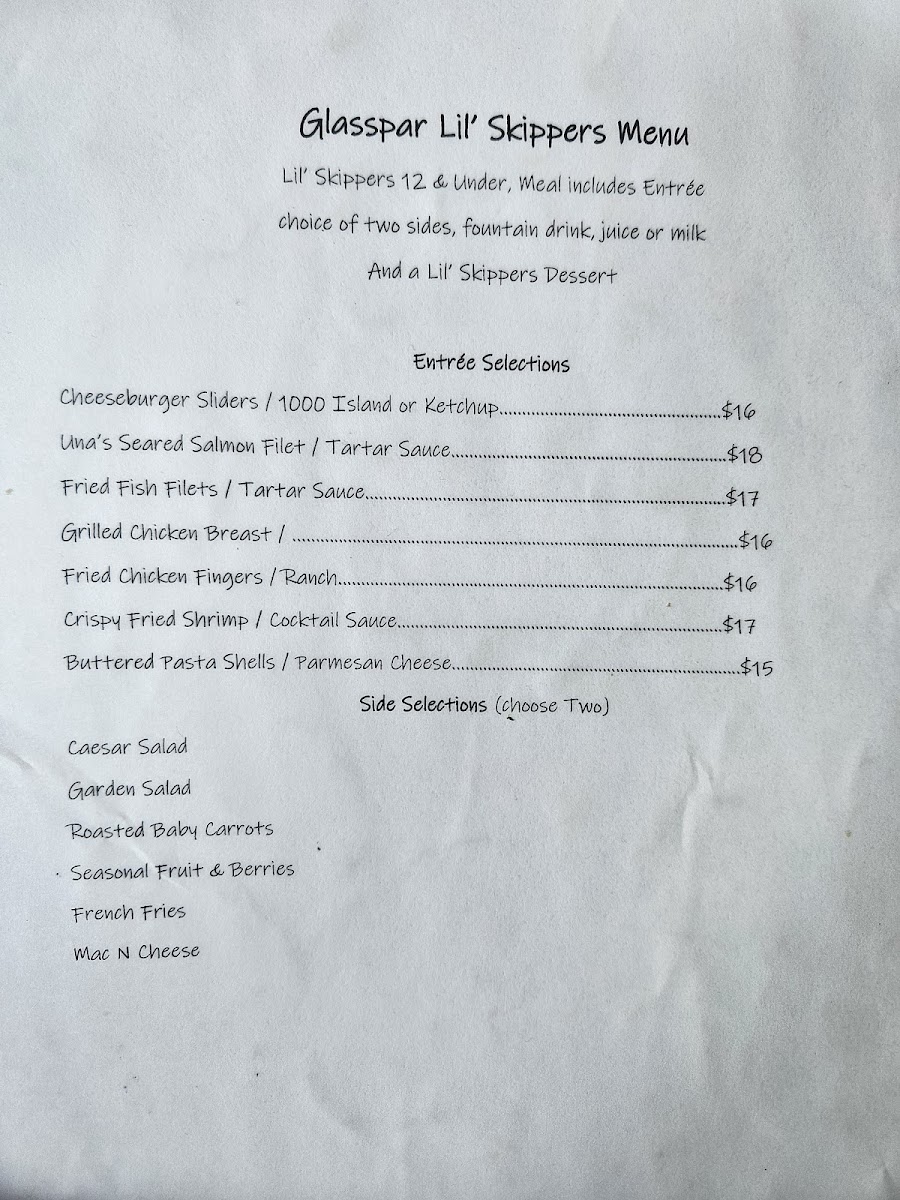 Glasspar Lil' Skippers Menu
Lil' Skippers 12 & Under, Meal includes Entrée
choice of two sides, fountain drink, juice or milk
And a Lil' Skippers Dessert
Entrée Selections
Cheeseburger Sliders / 1000 Island or Ketchup..........................................$16
Una's Seared Salmon Filet / Tartar Sauce....................................................$18
Fried Fish Filets / Tartar Sauce....................................................................$17
Grilled Chicken Breast / ....................................................................................$16
Fried Chicken Fingers / Ranch.........................................................................$16
Crispy Fried Shrimp / Cocktail Sauce.............................................................$17
Buttered Pasta Shells / Parmesan Cheese......................................................$15
Side Selections (choose Two)
Caesar Salad
Garden Salad
Roasted Baby Carrots
Seasonal Fruit & Berries
French Fries
Mac N Cheese